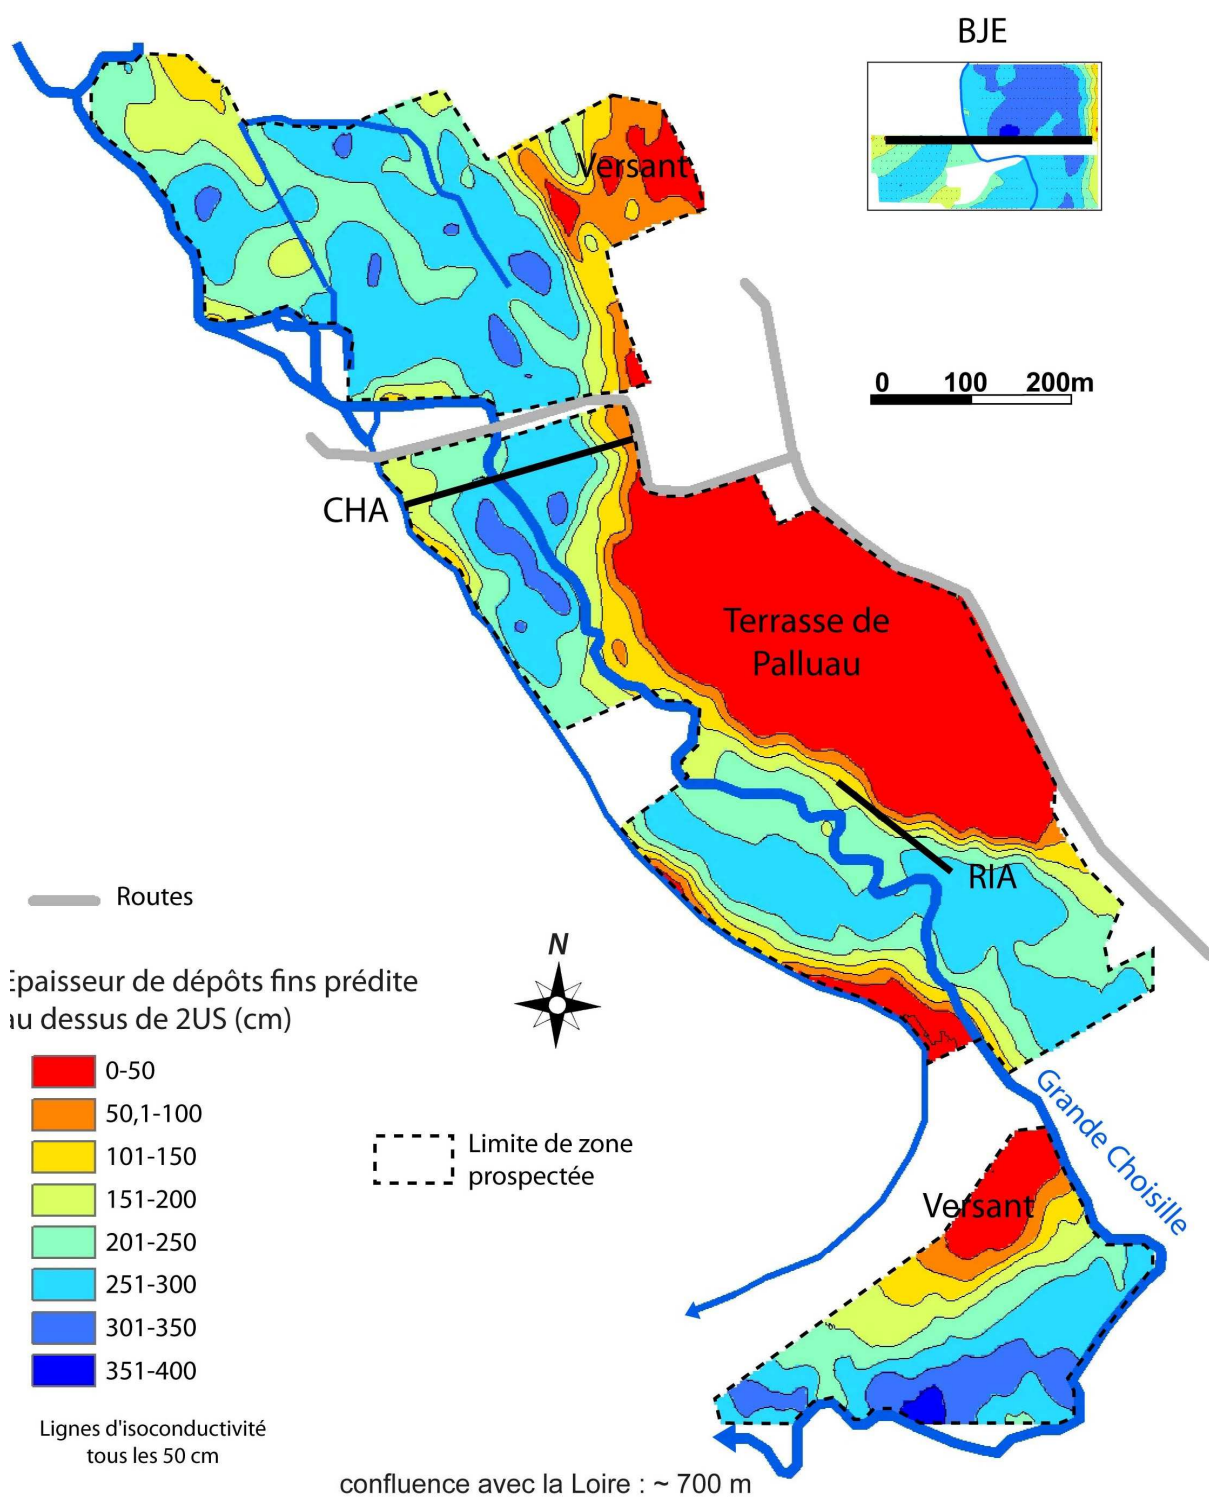 BJE
Versant
0 100 200m
CHA
Terrasse de
Palluau
RIA
Routes
N
Epaisseur de dépôts fins prédite
au dessus de 2US (cm)
0-50
50,1-100
101-150
151-200
201-250
251-300
301-350
351-400
Lignes d'isoconductivité
tous les 50 cm
Limite de zone
prospectée
Grande Choisille
Versant
confluence avec la Loire : ~ 700 m